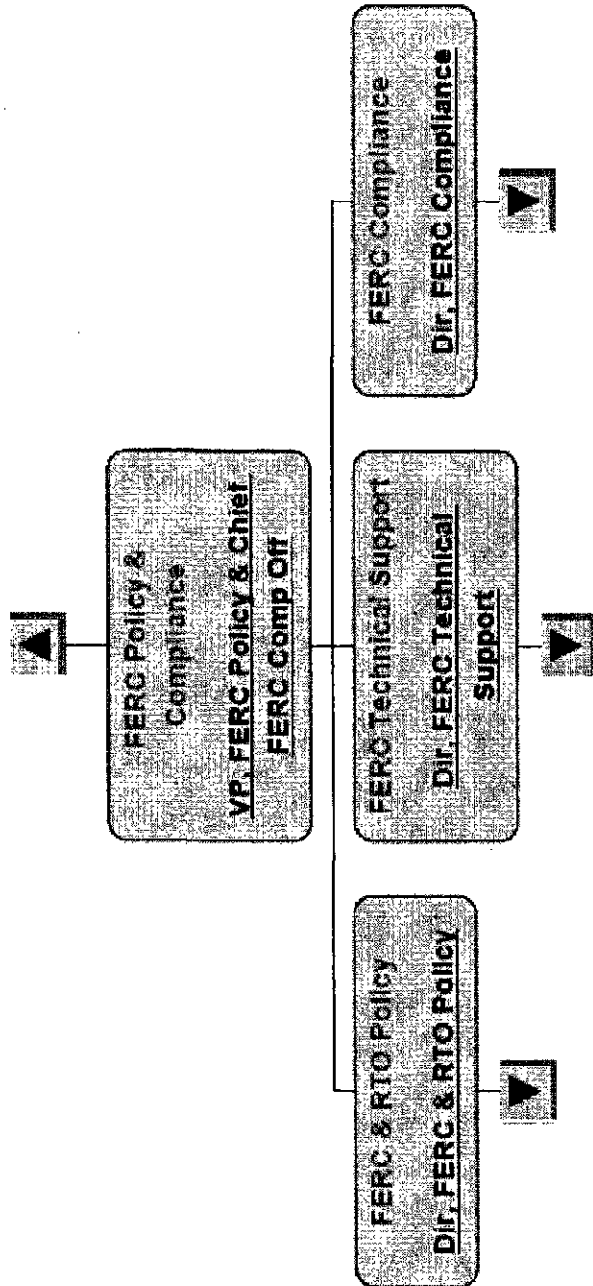 FERC Policy &
Compliance
VP, FERC Policy & Chief
FERC Comp Off
FERC & RTO Policy
Dir, FERC & RTO Policy
FERC Technical Support
Dir, FERC Technical
Support
FERC Compliance
Dir, FERC Compliance